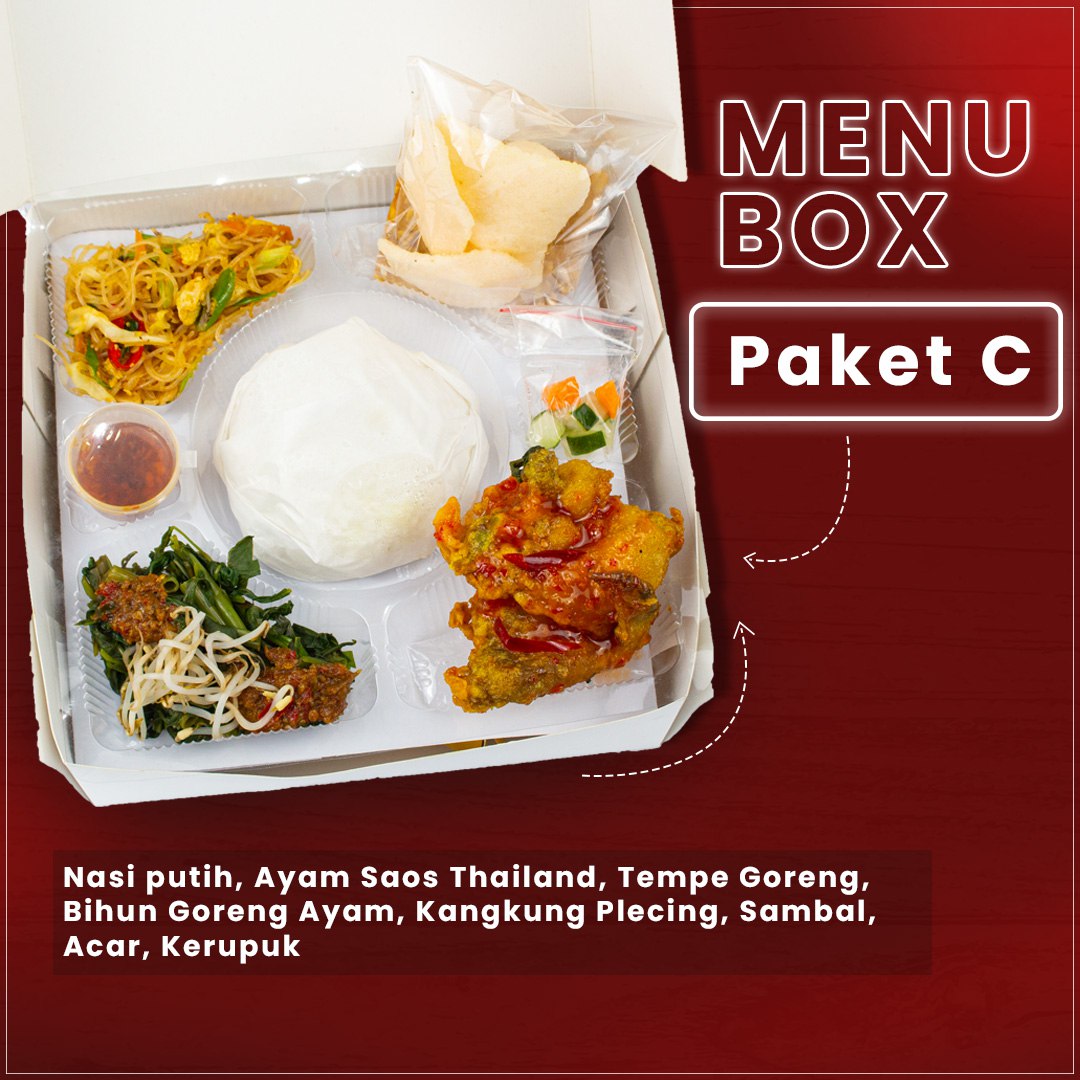 MENU
BOX
Paket C
Nasi putih, Ayam Saos Thailand, Tempe Goreng,
Bihun Goreng Ayam, Kangkung Plecing, Sambal,
Acar, Kerupuk